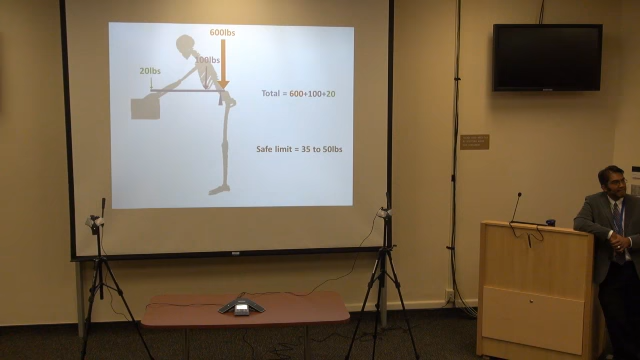 600lbs
100lbs
20lbs
Total = 600+100+20
Safe limit = 35 to 50lbs